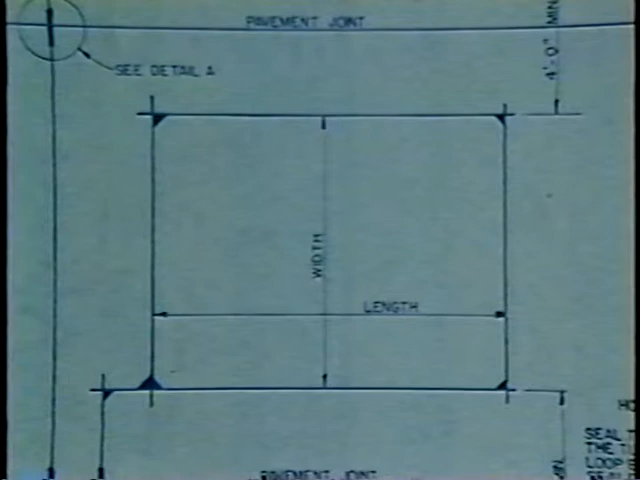 PAVEMENT JOINT
4'-0" MIN
SEE DETAIL A
WIDTH
LENGTH
SEAL
THE
LOOP
PAVEMENT JOINT